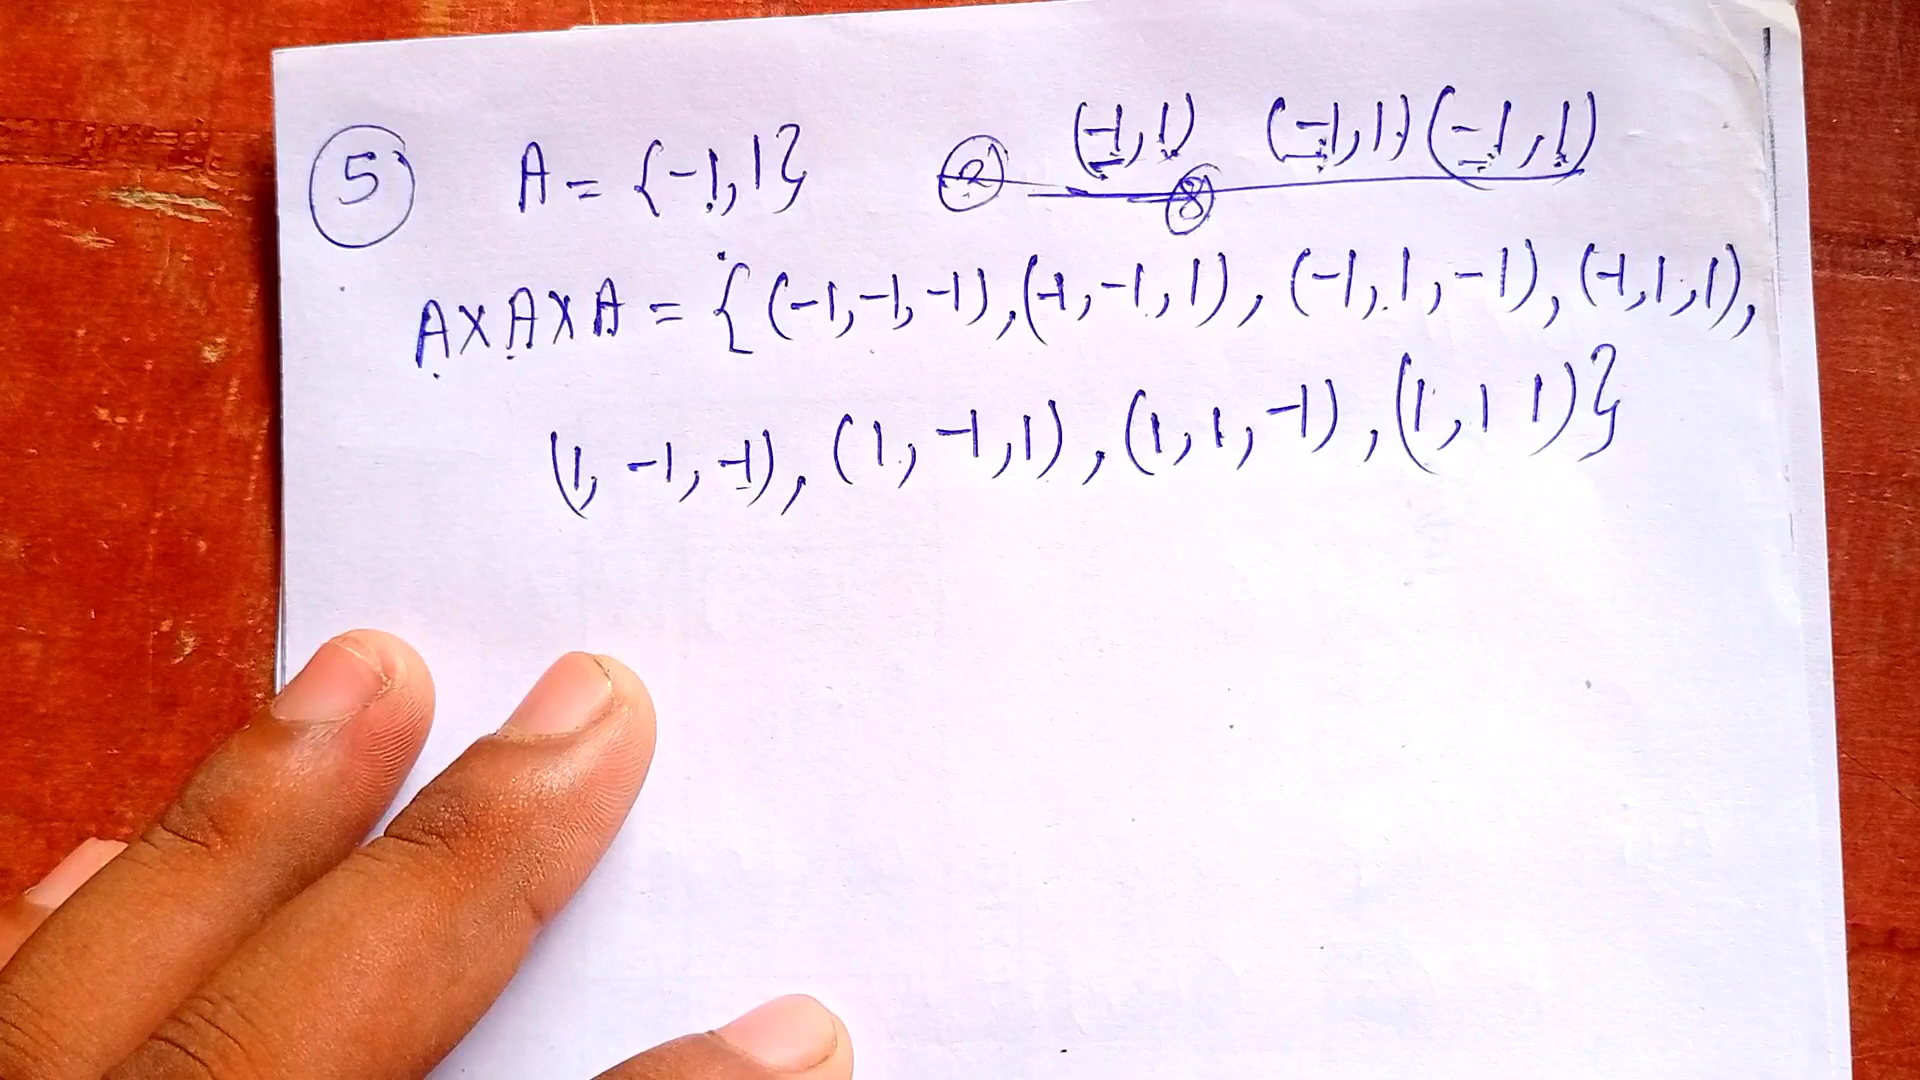 5 A = {-1, 1} 2 (-1, 1) (-1, 1) (-1, 1)
8
A×A×A = {(-1,-1,-1),(-1,-1,1), (-1,1,-1), (-1,1,1),
(1,-1,-1), (1,-1,1), (1,1,-1), (1,1 1)}